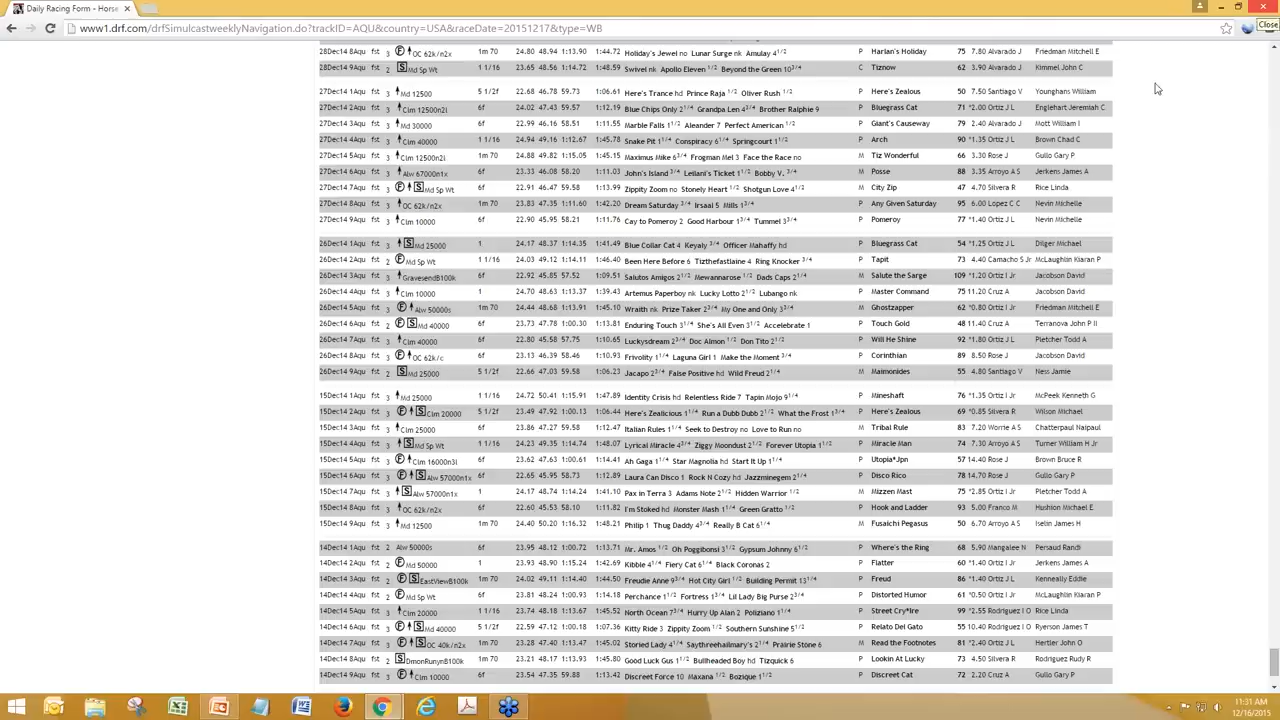 Daily Racing Form - Horse
www1.drf.com/drfSimulcastweeklyNavigation.do?trackID=AQU&country=USA&raceDate=20151217&type=WB
Close
28Dec14 8Aqu fst 3 Ⓕ OC 62k/n2x 1m 70 24.80 48.94 1:13.90 1:44.72 Holiday's Jewel no Lunar Surge nk Amulay 4 1/2 P Harlan's Holiday 75 7.80 Alvarado J Friedman Mitchell E
28Dec14 9Aqu fst 2 S Md Sp Wt 1 1/16 23.65 48.56 1:14.72 1:48.59 Swivel nk Apollo Eleven 1/2 Beyond the Green 10 3/4 C Tiznow 62 3.90 Alvarado J Kimmel John C
27Dec14 1Aqu fst 3 Md 12500 5 1/2f 22.68 46.78 59.73 1:06.61 Here's Trance hd Prince Raja 1/2 Oliver Rush 1/2 P Here's Zealous 50 7.50 Santiago V Younghans William
27Dec14 2Aqu fst 3 Clm 12500n2l 6f 24.02 47.43 59.57 1:12.19 Blue Chips Only 2 1/4 Grandpa Len 4 3/4 Brother Ralphie 9 P Bluegrass Cat 71 *2.00 Ortiz J L Englehart Jeremiah C
27Dec14 3Aqu fst 3 Md 30000 6f 22.99 46.16 58.51 1:11.55 Marble Falls 1 1/2 Aleander 7 Perfect American 1/2 P Giant's Causeway 79 2.40 Alvarado J Mott William I
27Dec14 4Aqu fst 3 Clm 40000 1 1/16 24.94 49.16 1:12.67 1:45.78 Snake Pit 1 1/4 Conspiracy 6 1/4 Springcourt 1 1/2 P Arch 90 *1.35 Ortiz J L Brown Chad C
27Dec14 5Aqu fst 3 Clm 12500n2l 1m 70 24.88 49.82 1:15.05 1:45.15 Maximus Mike 6 3/4 Frogman Mel 3 Face the Race no M Tiz Wonderful 66 3.30 Rose J Gullo Gary P
27Dec14 6Aqu fst 3 Alw 67000n1x 6f 23.33 46.08 58.20 1:11.03 John's Island 3/4 Leilani's Ticket 1 1/2 Bobby V. 3/4 M Posse 88 3.35 Arroyo A S Jerkens James A
27Dec14 7Aqu fst 3 Ⓕ S Md Sp Wt 6f 22.91 46.47 59.58 1:13.99 Zippity Zoom no Stonely Heart 1/2 Shotgun Love 4 1/2 M City Zip 47 4.70 Silvera R Rice Linda
27Dec14 8Aqu fst 3 OC 62k/n2x 1m 70 23.83 47.35 1:11.60 1:42.20 Dream Saturday 3/4 Irsaal 5 Mills 1 3/4 P Any Given Saturday 95 6.00 Lopez C C Nevin Michelle
27Dec14 9Aqu fst 3 Clm 10000 6f 22.90 45.95 58.21 1:11.76 Cay to Pomeroy 2 Good Harbour 1 3/4 Tummel 3 3/4 P Pomeroy 77 *1.40 Ortiz J L Nevin Michelle
26Dec14 1Aqu fst 3 S Md 25000 1 24.17 48.37 1:14.35 1:41.49 Blue Collar Cat 4 Keyaly 3/4 Officer Mahaffy hd P Bluegrass Cat 54 *1.25 Ortiz J L Dilger Michael
26Dec14 2Aqu fst 2 Ⓕ Md Sp Wt 1 1/16 24.03 49.12 1:14.11 1:46.40 Been Here Before 6 Tizthefastlaine 4 Ring Knocker 3/4 P Tapit 73 4.40 Camacho S Jr McLaughlin Kiaran P
26Dec14 3Aqu fst 3 GravesendB100k 6f 22.92 45.85 57.52 1:09.51 Salutos Amigos 2 1/2 Mewannarose 1/2 Dads Caps 2 1/4 M Salute the Sarge 109 *1.20 Ortiz J Jacobson David
26Dec14 4Aqu fst 3 Clm 10000 1 24.70 48.63 1:13.37 1:39.43 Artemus Paperboy nk Lucky Lotto 2 1/4 Lubango nk P Master Command 75 11.20 Cruz A Jacobson David
26Dec14 5Aqu fst 3 Ⓕ Alw 50000s 1m 70 24.44 48.68 1:13.91 1:45.10 Wraith nk Prize Taker 2 3/4 My One and Only 3 3/4 M Ghostzapper 62 *0.80 Ortiz I Jr Friedman Mitchell E
26Dec14 6Aqu fst 2 Ⓕ S Md 40000 6f 23.73 47.78 1:00.30 1:13.81 Enduring Touch 3 1/4 She's All Even 3 1/2 Accelerate 1 P Touch Gold 48 11.40 Cruz A Terranova John P II
26Dec14 7Aqu fst 3 Clm 40000 6f 22.80 45.58 57.75 1:10.65 Luckysdream 2 3/4 Doc Almon 1/2 Don Tito 2 1/2 P Will He Shine 92 *1.80 Ortiz J L Pletcher Todd A
26Dec14 8Aqu fst 3 Ⓕ OC 62k/c 6f 23.13 46.39 58.46 1:10.93 Frivolity 1 1/4 Laguna Girl 1 Make the Moment 3/4 P Corinthian 89 8.50 Rose J Jacobson David
26Dec14 9Aqu fst 2 S Md 25000 5 1/2f 22.66 47.03 59.58 1:06.23 Jacapo 2 3/4 False Positive hd Wild Freud 2 1/4 M Maimonides 55 4.80 Santiago V Ness Jamie
15Dec14 1Aqu fst 3 Md 25000 1 1/16 24.72 50.41 1:15.91 1:47.89 Identity Crisis hd Relentless Ride 7 Tapin Mojo 9 1/4 P Mineshaft 76 *1.35 Ortiz I Jr McPeek Kenneth G
15Dec14 2Aqu fst 3 Ⓕ S Clm 20000 5 1/2f 23.49 47.92 1:00.13 1:06.44 Here's Zealicious 1 1/2 Run a Dubb Dubb 2 1/2 What the Frost 1 3/4 P Here's Zealous 69 *0.85 Silvera R Wilson Michael
15Dec14 3Aqu fst 3 Clm 25000 6f 23.86 47.27 59.58 1:11.84 Italian Rules 1 1/4 Seek to Destroy no Love to Run no M Tribal Rule 83 7.20 Worrie A S Chatterpaul Naipaul
15Dec14 4Aqu fst 3 S Md Sp Wt 1 1/16 24.23 49.35 1:14.74 1:48.07 Lyrical Miracle 4 3/4 Ziggy Moondust 2 1/2 Forever Utopia 1 1/2 P Miracle Man 74 7.30 Arroyo A S Turner William H Jr
15Dec14 5Aqu fst 3 Ⓕ Clm 16000n3l 6f 23.62 47.63 1:00.61 1:14.41 Ah Gaga 1 1/4 Star Magnolia hd Start It Up 1 1/4 P Utopia*Jpn 57 14.40 Rose J Brown Bruce R
15Dec14 6Aqu fst 3 Ⓕ S Alw 57000n1x 6f 22.65 45.95 58.73 1:12.89 Laura Can Disco 1 Rock N Cozy hd Jazzminegem 2 1/4 P Disco Rico 78 14.70 Rose J Gullo Gary P
15Dec14 7Aqu fst 3 S Alw 57000n1x 1 24.17 48.74 1:14.24 1:41.10 Pax in Terra 3 Adams Note 2 1/2 Hidden Warrior 1/2 M Mizzen Mast 75 *2.85 Ortiz I Jr Pletcher Todd A
15Dec14 8Aqu fst 3 OC 62k/n2x 6f 22.60 45.53 58.10 1:11.82 I'm Stoked hd Monster Mash 1 1/2 Green Gratto 1/2 P Hook and Ladder 93 5.00 Franco M Hushion Michael E
15Dec14 9Aqu fst 3 Md 12500 1m 70 24.40 50.20 1:16.32 1:48.21 Philip 1 Thug Daddy 4 3/4 Really B Cat 6 1/4 M Fusaichi Pegasus 50 6.70 Arroyo A S Iselin James H
14Dec14 1Aqu fst 2 Alw 50000s 6f 23.95 48.12 1:00.72 1:13.71 Mr. Amos 1/2 Oh Poggibonsi 3 1/2 Gypsum Johnny 6 1/2 P Where's the Ring 68 5.90 Mangalee N Persaud Randi
14Dec14 2Aqu fst 2 Ⓕ Md 50000 1 23.93 48.90 1:15.24 1:42.69 Kibble 4 1/4 Fiery Cat 6 1/4 Black Coronas 2 P Flatter 60 *1.40 Ortiz I Jr Jerkens James A
14Dec14 3Aqu fst 2 Ⓕ S EastViewB100k 1m 70 24.02 49.11 1:14.40 1:44.50 Freudie Anne 9 3/4 Hot City Girl 1/2 Building Permit 13 1/4 P Freud 86 *1.40 Ortiz J L Kenneally Eddie
14Dec14 4Aqu fst 2 Ⓕ Md Sp Wt 6f 23.81 48.24 1:00.93 1:14.18 Perchance 1 1/2 Fortress 1 3/4 Lil Lady Big Purse 2 3/4 P Distorted Humor 61 *0.50 Ortiz I Jr McLaughlin Kiaran P
14Dec14 5Aqu fst 3 Clm 20000 1 1/16 23.74 48.18 1:13.67 1:45.52 North Ocean 7 3/4 Hurry Up Alan 2 Poliziano 1 1/4 P Street Cry*Ire 99 *2.55 Rodriguez I O Rice Linda
14Dec14 6Aqu fst 3 Ⓕ S Md 40000 5 1/2f 22.59 47.12 1:00.18 1:07.36 Kitty Ride 3 Zippity Zoom 1/2 Southern Sunshine 5 1/2 P Relato Del Gato 55 10.40 Rodriguez I O Ryerson James T
14Dec14 7Aqu fst 3 Ⓕ S OC 40k/n2x 1m 70 23.28 47.40 1:13.47 1:45.02 Storied Lady 4 1/4 Saythreehailmary's 2 1/4 Prairie Stone 6 M Read the Footnotes 81 *2.40 Ortiz J L Hertler John O
14Dec14 8Aqu fst 2 S DmonRunynB100k 1m 70 23.21 48.17 1:13.93 1:45.80 Good Luck Gus 1 1/2 Bullheaded Boy hd Tizquick 6 P Lookin At Lucky 73 4.50 Silvera R Rodriguez Rudy R
14Dec14 9Aqu fst 3 Ⓕ Clm 10000 6f 23.54 47.35 59.88 1:13.42 Discreet Force 10 Maxana 1/2 Bozique 1 1/2 P Discreet Cat 72 2.20 Cruz A Gullo Gary P
11:31 AM
12/16/2015